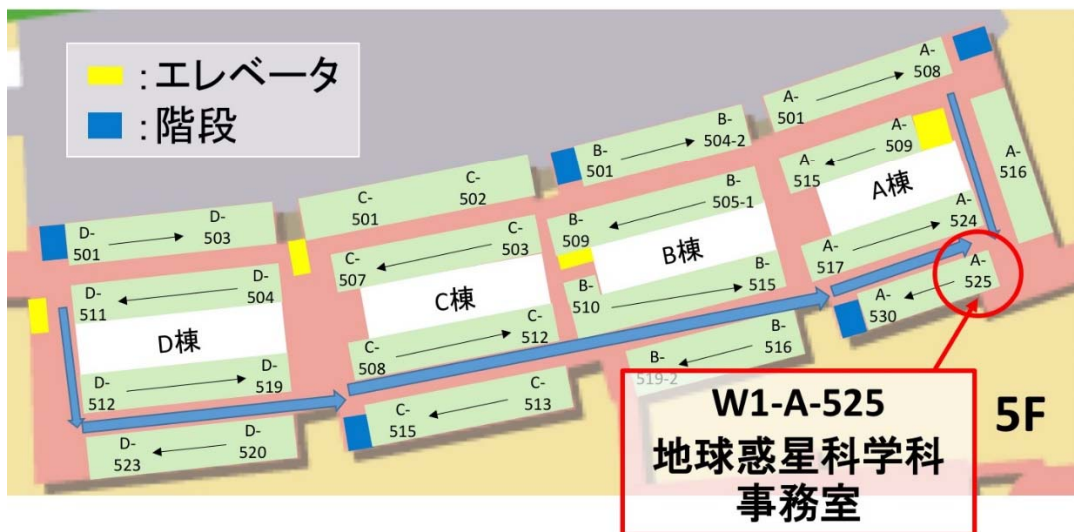 ：エレベータ
：階段
A-
508
A-
501
A-
509
A-
515
A-
516
A棟
A-
524
A-
517
A-
525
A-
530
B-
504-2
B-
501
B-
505-1
B-
509
B棟
B-
515
B-
510
B-
516
B-
519-2
C-
502
C-
501
C-
503
C-
507
C棟
C-
512
C-
508
C-
513
C-
515
D-
503
D-
501
D-
504
D-
511
D棟
D-
519
D-
512
D-
520
D-
523
W1-A-525
地球惑星科学科
事務室
5F